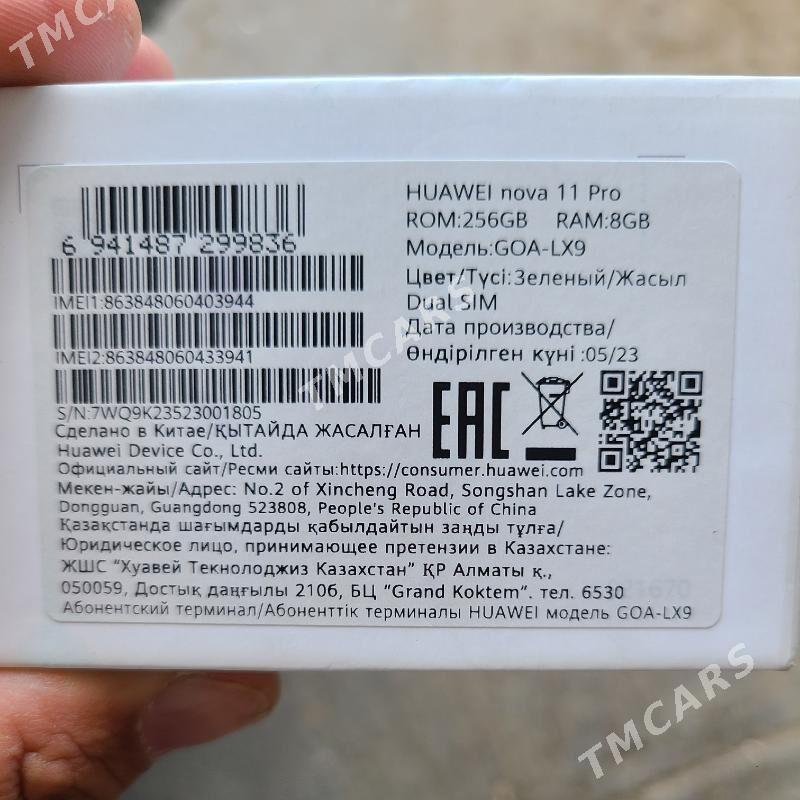 6 941487 299836
IMEI1:863848060403944
IMEI2:863848060433941
S/N:7WQ9K23523001805
HUAWEI nova 11 Pro
ROM:256GB RAM:8GB
Модель:GOA-LX9
Цвет/Түсі:Зеленый/Жасыл
Dual SIM
Дата производства/
Өндірілген күні :05/23
EAC
Сделано в Китае/ҚЫТАЙДА ЖАСАЛҒАН
Huawei Device Co., Ltd.
Официальный сайт/Ресми сайты:https://consumer.huawei.com
Мекен-жайы/Адрес: No.2 of Xincheng Road, Songshan Lake Zone,
Dongguan, Guangdong 523808, People's Republic of China
Қазақстанда шағымдарды қабылдайтын заңды тұлға/
Юридическое лицо, принимающее претензии в Казахстане:
ЖШС "Хуавей Текнолоджиз Казахстан" ҚР Алматы қ.,
050059, Достық даңғылы 210б, БЦ "Grand Koktem". тел. 6530
Абонентский терминал/Абоненттік терминалы HUAWEI модель GOA-LX9
TMCARS
TMCARS
TMCARS